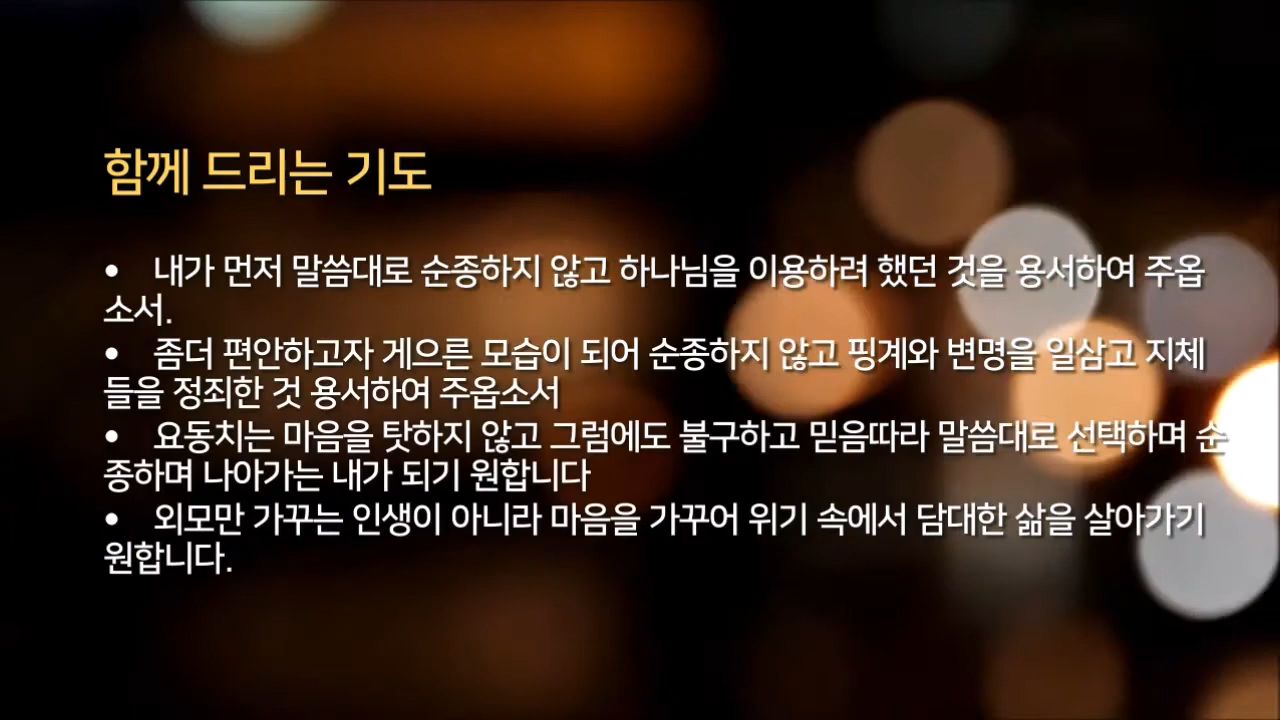 함께 드리는 기도
• 내가 먼저 말씀대로 순종하지 않고 하나님을 이용하려 했던 것을 용서하여 주옵
소서.
• 좀더 편안하고자 게으른 모습이 되어 순종하지 않고 핑계와 변명을 일삼고 지체
들을 정죄한 것 용서하여 주옵소서
• 요동치는 마음을 탓하지 않고 그럼에도 불구하고 믿음따라 말씀대로 선택하며 순
종하며 나아가는 내가 되기 원합니다
• 외모만 가꾸는 인생이 아니라 마음을 가꾸어 위기 속에서 담대한 삶을 살아가기
원합니다.